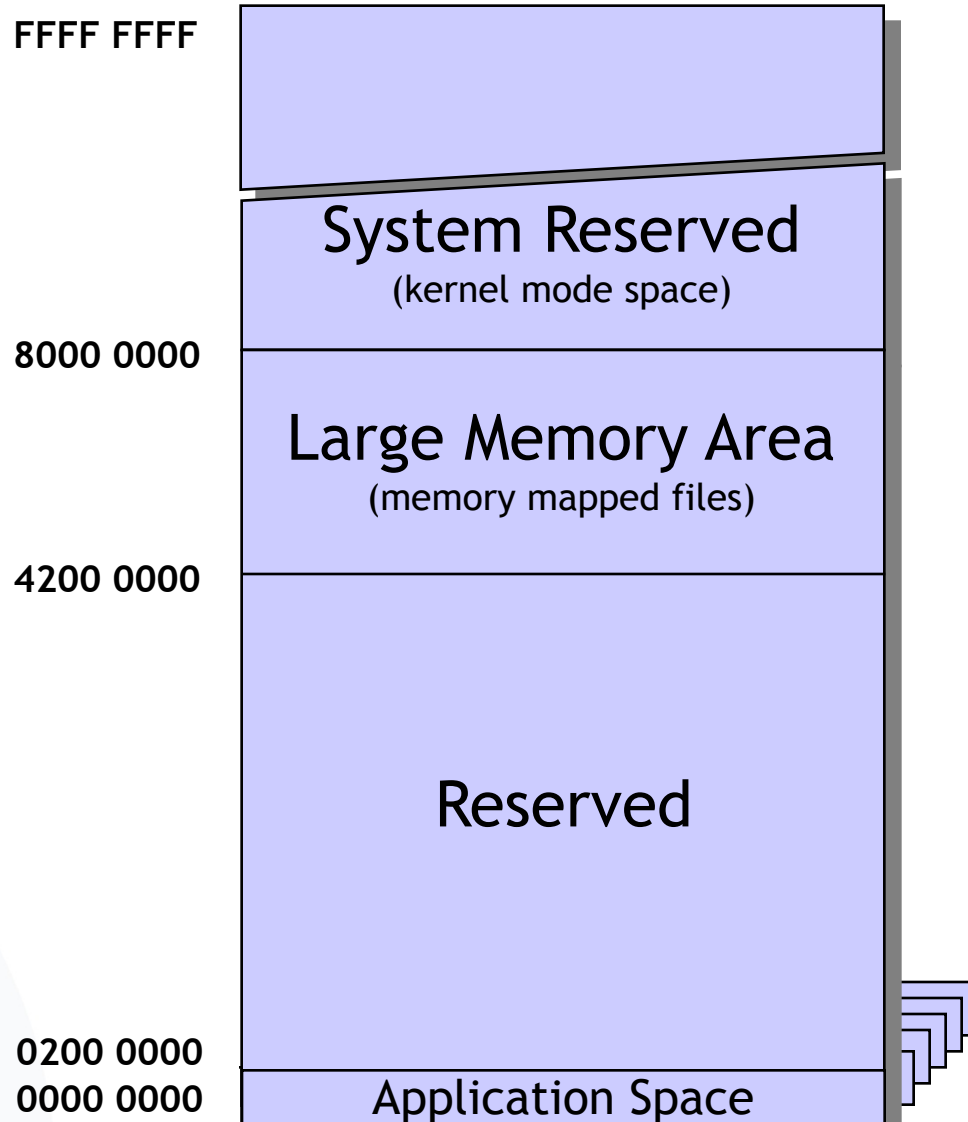 FFFF FFFF
System Reserved
(kernel mode space)
8000 0000
Large Memory Area
(memory mapped files)
4200 0000
Reserved
0200 0000
0000 0000
Application Space